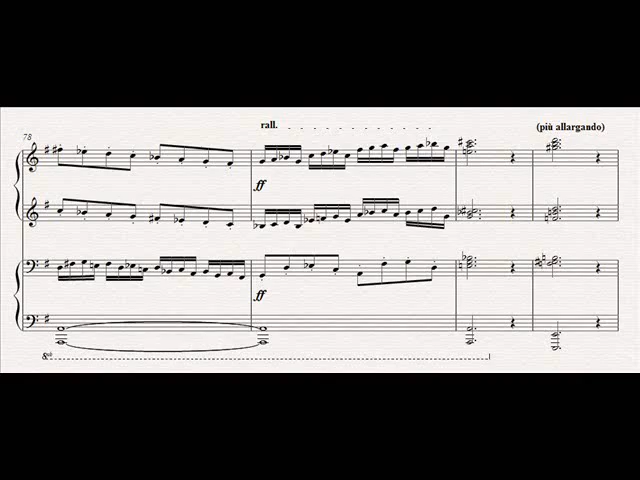 rall.
(più allargando)
78
ff
ff
8vb